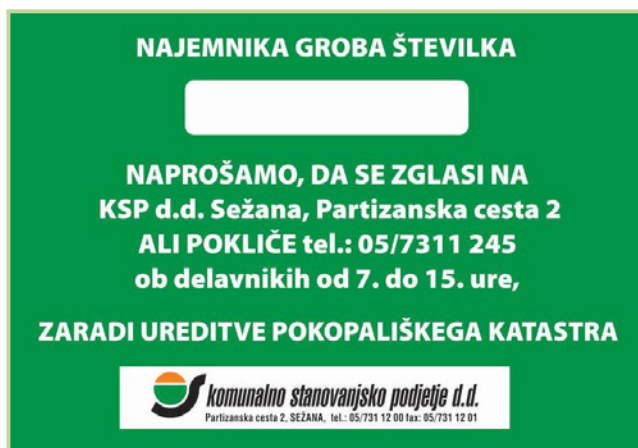 NAJEMNIKA GROBA ŠTEVILKA
NAPROŠAMO, DA SE ZGLASI NA
KSP d.d. Sežana, Partizanska cesta 2
ALI POKLIČE tel.: 05/7311 245
ob delavnikih od 7. do 15. ure,
ZARADI UREDITVE POKOPALIŠKEGA KATASTRA
komunalno stanovanjsko podjetje d.d.
Partizanska cesta 2, SEŽANA, tel.: 05/731 12 00 fax: 05/731 12 01